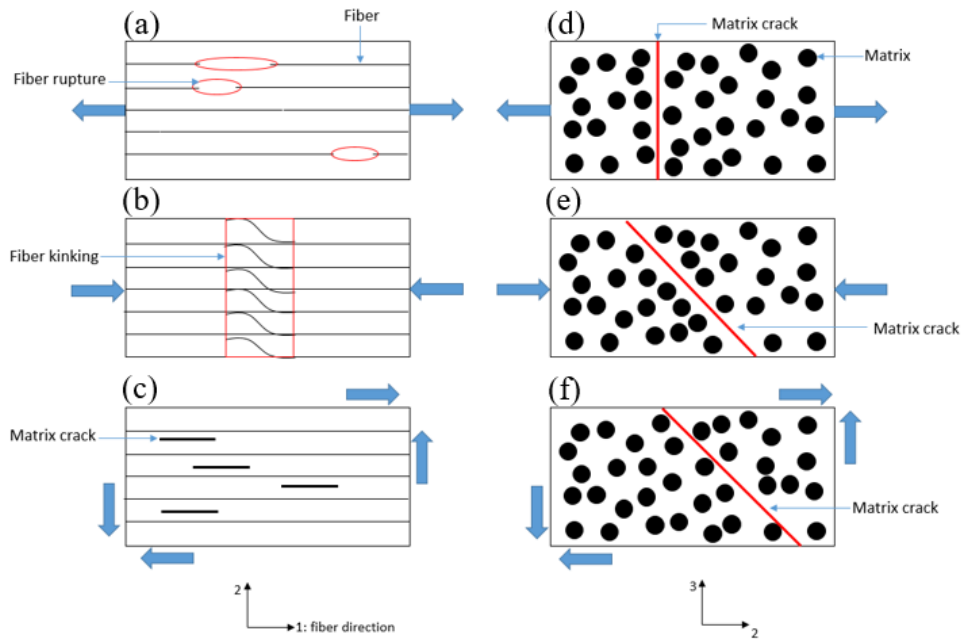 (a)
Fiber
Fiber rupture
(b)
Fiber kinking
(c)
Matrix crack
2
1: fiber direction
(d)
Matrix crack
Matrix
(e)
Matrix crack
(f)
Matrix crack
3
2